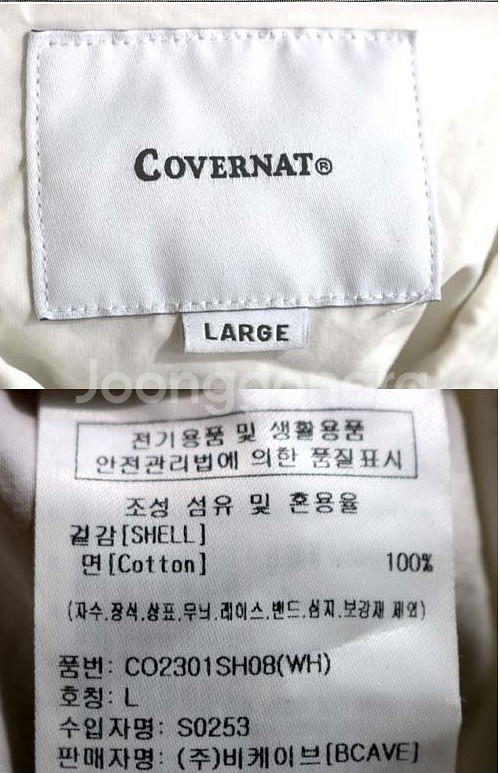 COVERNAT®
LARGE
Joongdonara
전기용품 및 생활용품
안전관리법에 의한 품질표시
조성 섬유 및 혼용율
겉감[SHELL]
면[Cotton] 100%
(자수.장식.상표.무늬.레이스.밴드.심지.보강재 제외)
품번: CO2301SH08(WH)
호칭: L
수입자명: S0253
판매자명: (주)비케이브[BCAVE]